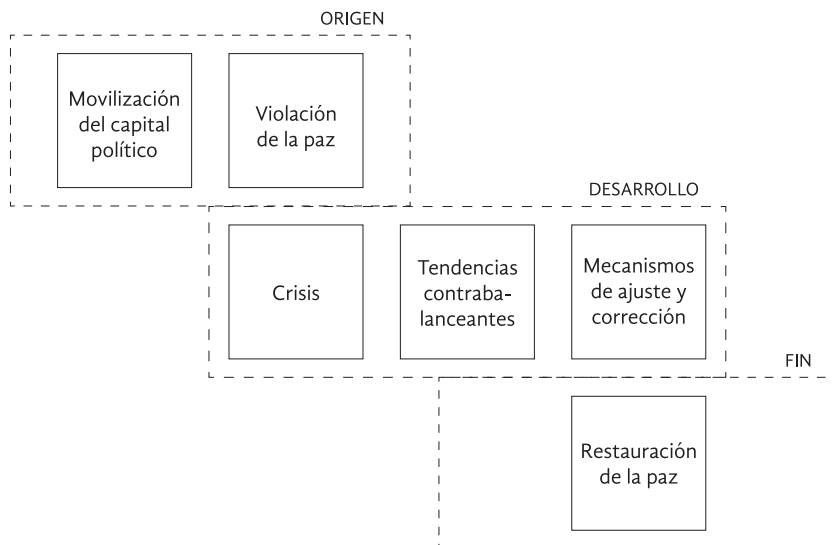 ORIGEN
Movilización
del capital
político
Violación
de la paz
DESARROLLO
Crisis
Tendencias
contraba-
lanceantes
Mecanismos
de ajuste y
corrección
FIN
Restauración
de la paz